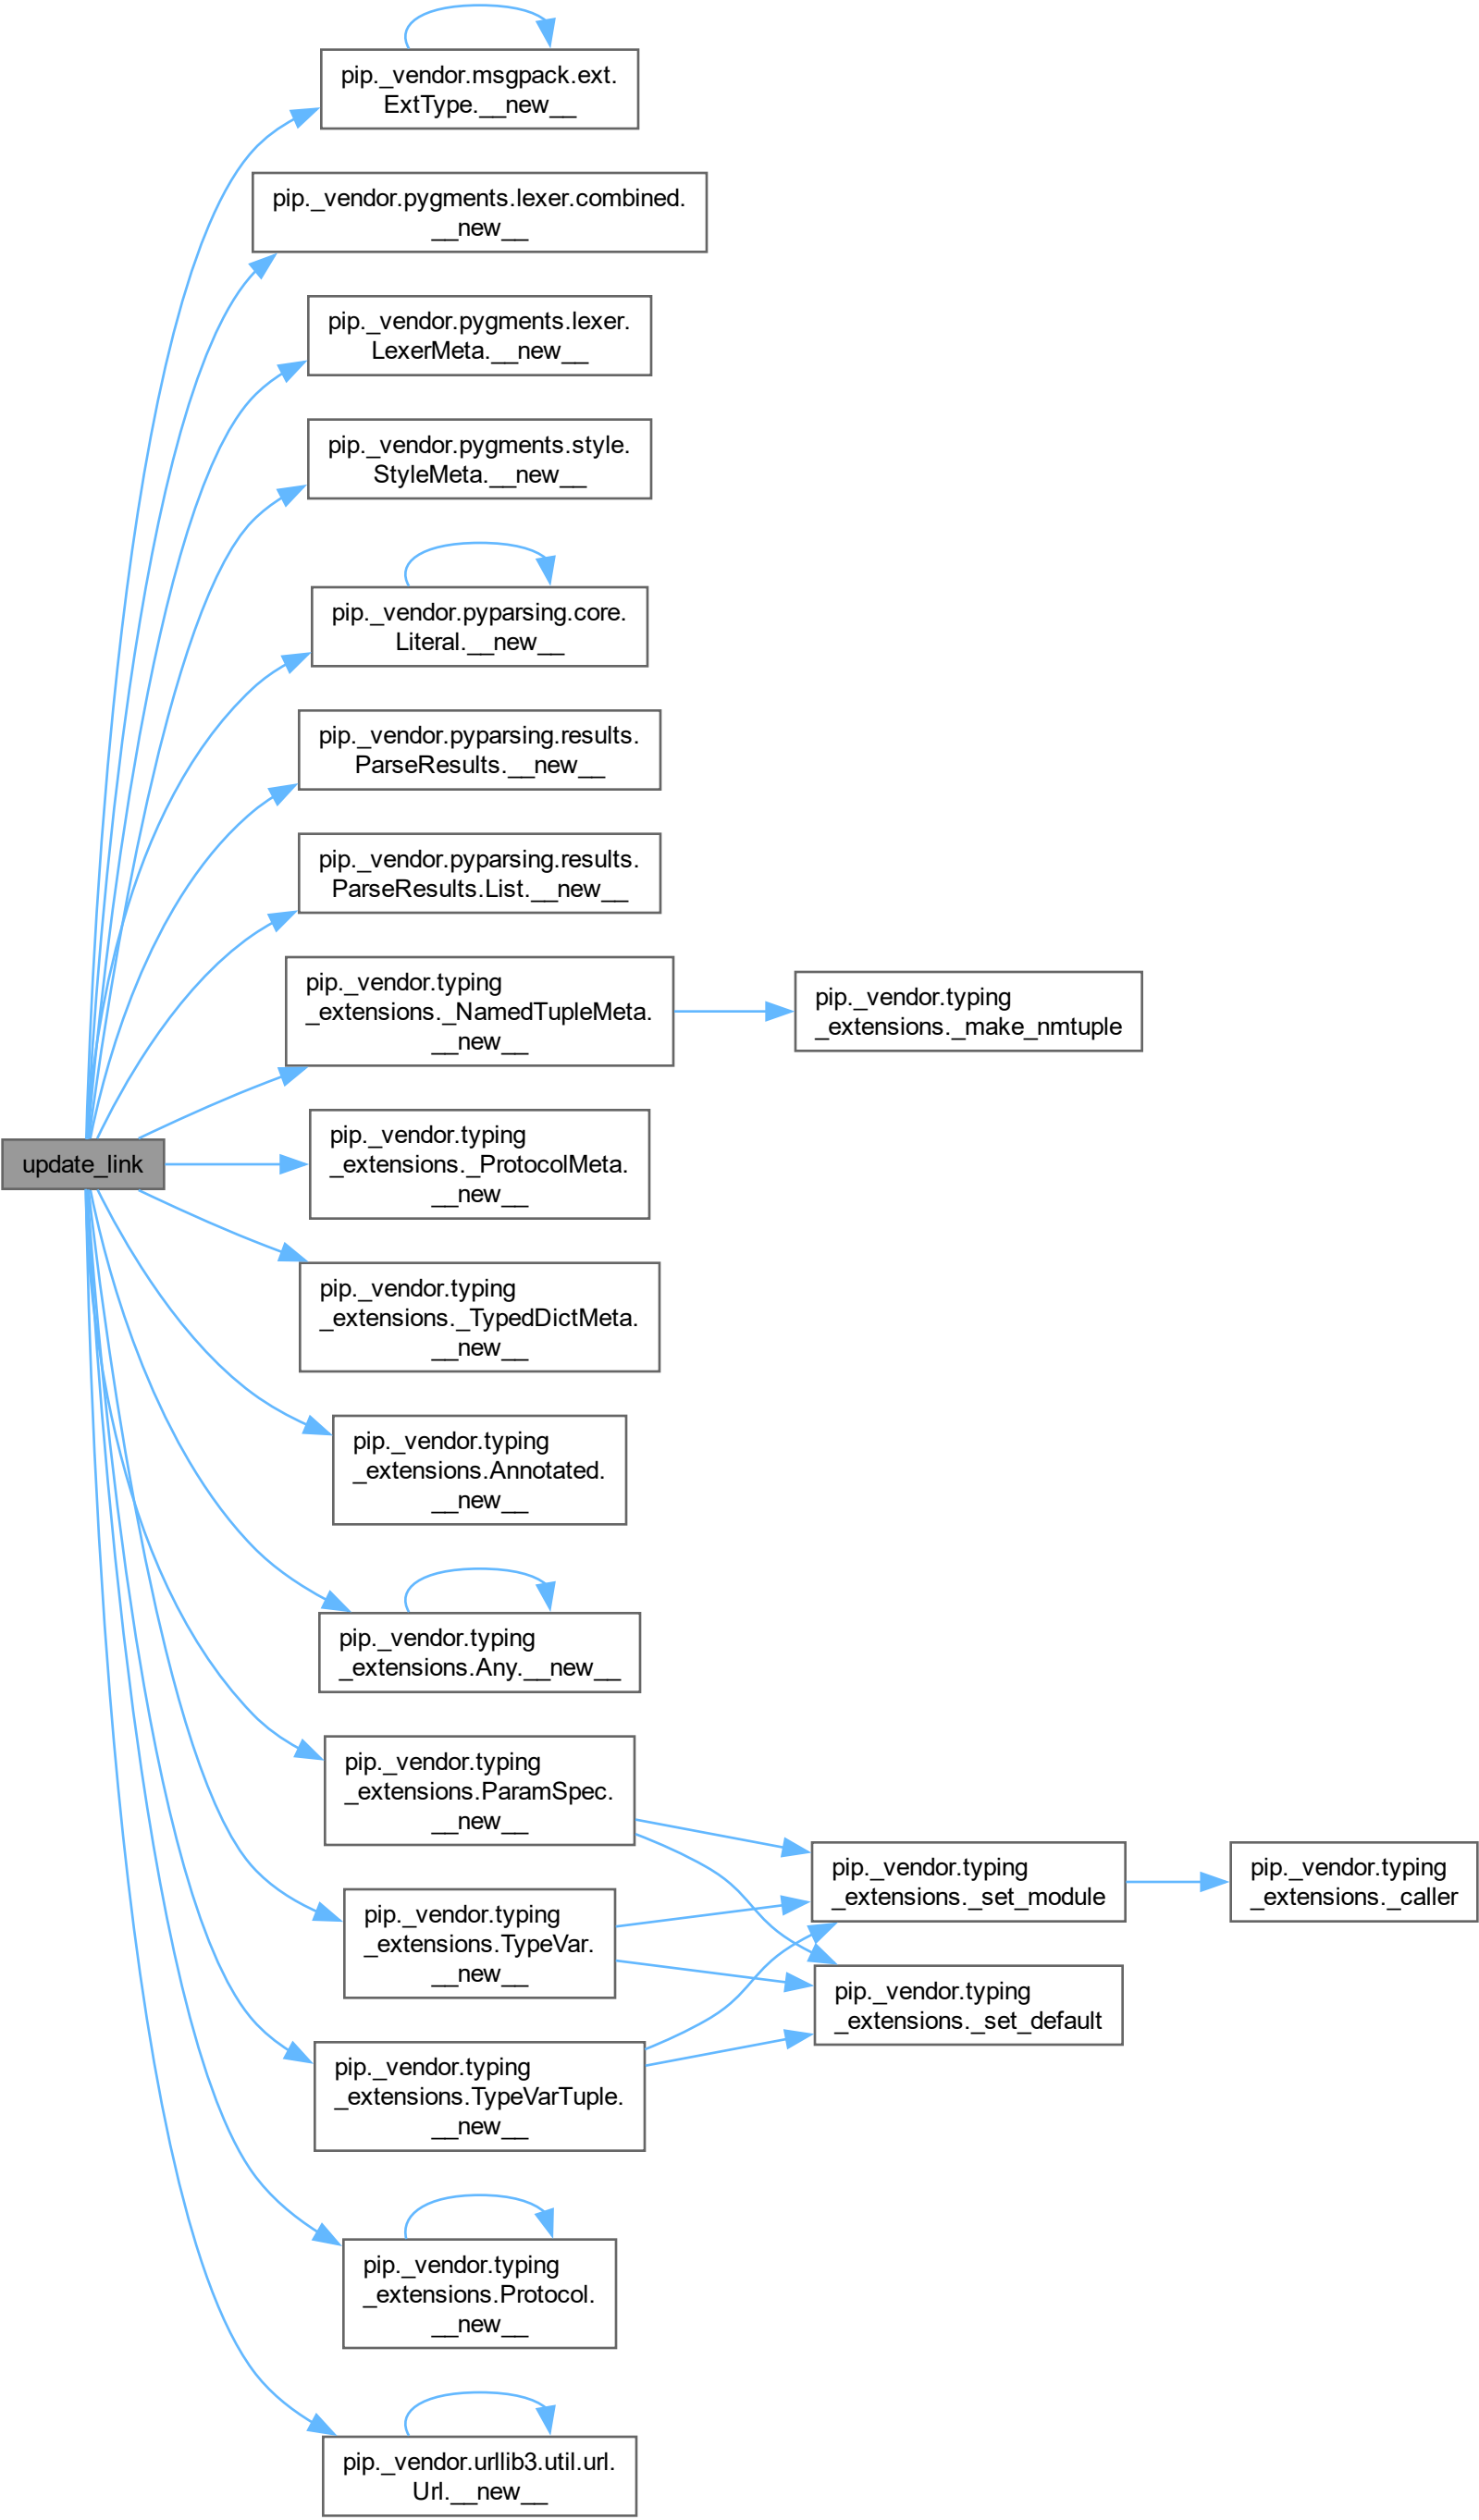 pip._vendor.msgpack.ext.
ExtType.__new__
pip._vendor.pygments.lexer.combined.
__new__
pip._vendor.pygments.lexer.
LexerMeta.__new__
pip._vendor.pygments.style.
StyleMeta.__new__
pip._vendor.pyparsing.core.
Literal.__new__
pip._vendor.pyparsing.results.
ParseResults.__new__
pip._vendor.pyparsing.results.
ParseResults.List.__new__
pip._vendor.typing
_extensions._NamedTupleMeta.
__new__
pip._vendor.typing
_extensions._make_nmtuple
update_link
pip._vendor.typing
_extensions._ProtocolMeta.
__new__
pip._vendor.typing
_extensions._TypedDictMeta.
__new__
pip._vendor.typing
_extensions.Annotated.
__new__
pip._vendor.typing
_extensions.Any.__new__
pip._vendor.typing
_extensions.ParamSpec.
__new__
pip._vendor.typing
_extensions._set_module
pip._vendor.typing
_extensions._caller
pip._vendor.typing
_extensions.TypeVar.
__new__
pip._vendor.typing
_extensions._set_default
pip._vendor.typing
_extensions.TypeVarTuple.
__new__
pip._vendor.typing
_extensions.Protocol.
__new__
pip._vendor.urllib3.util.url.
Url.__new__